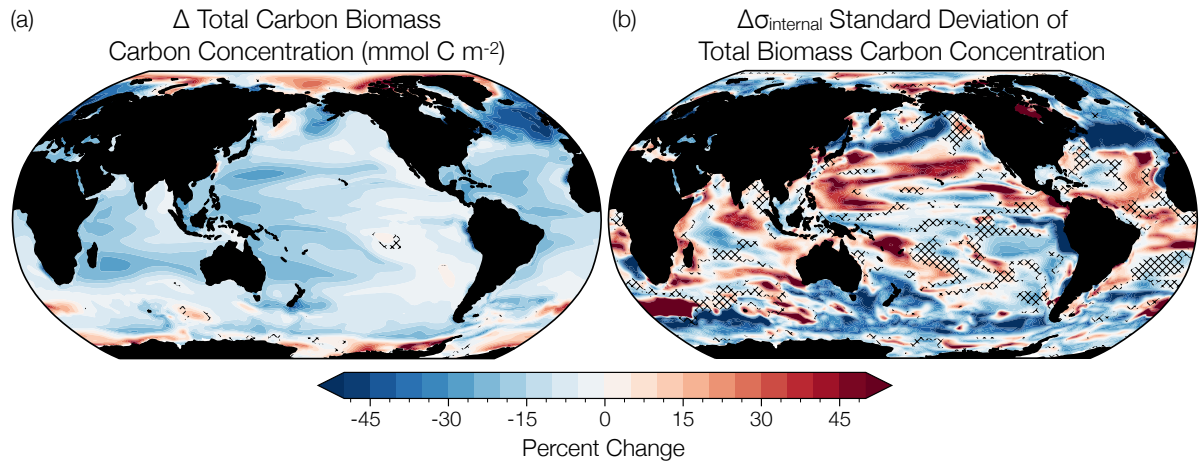 (a)
Δ Total Carbon Biomass
Carbon Concentration (mmol C m⁻²)
(b)
Δσinternal Standard Deviation of
Total Biomass Carbon Concentration
-45 -30 -15 0 15 30 45
Percent Change